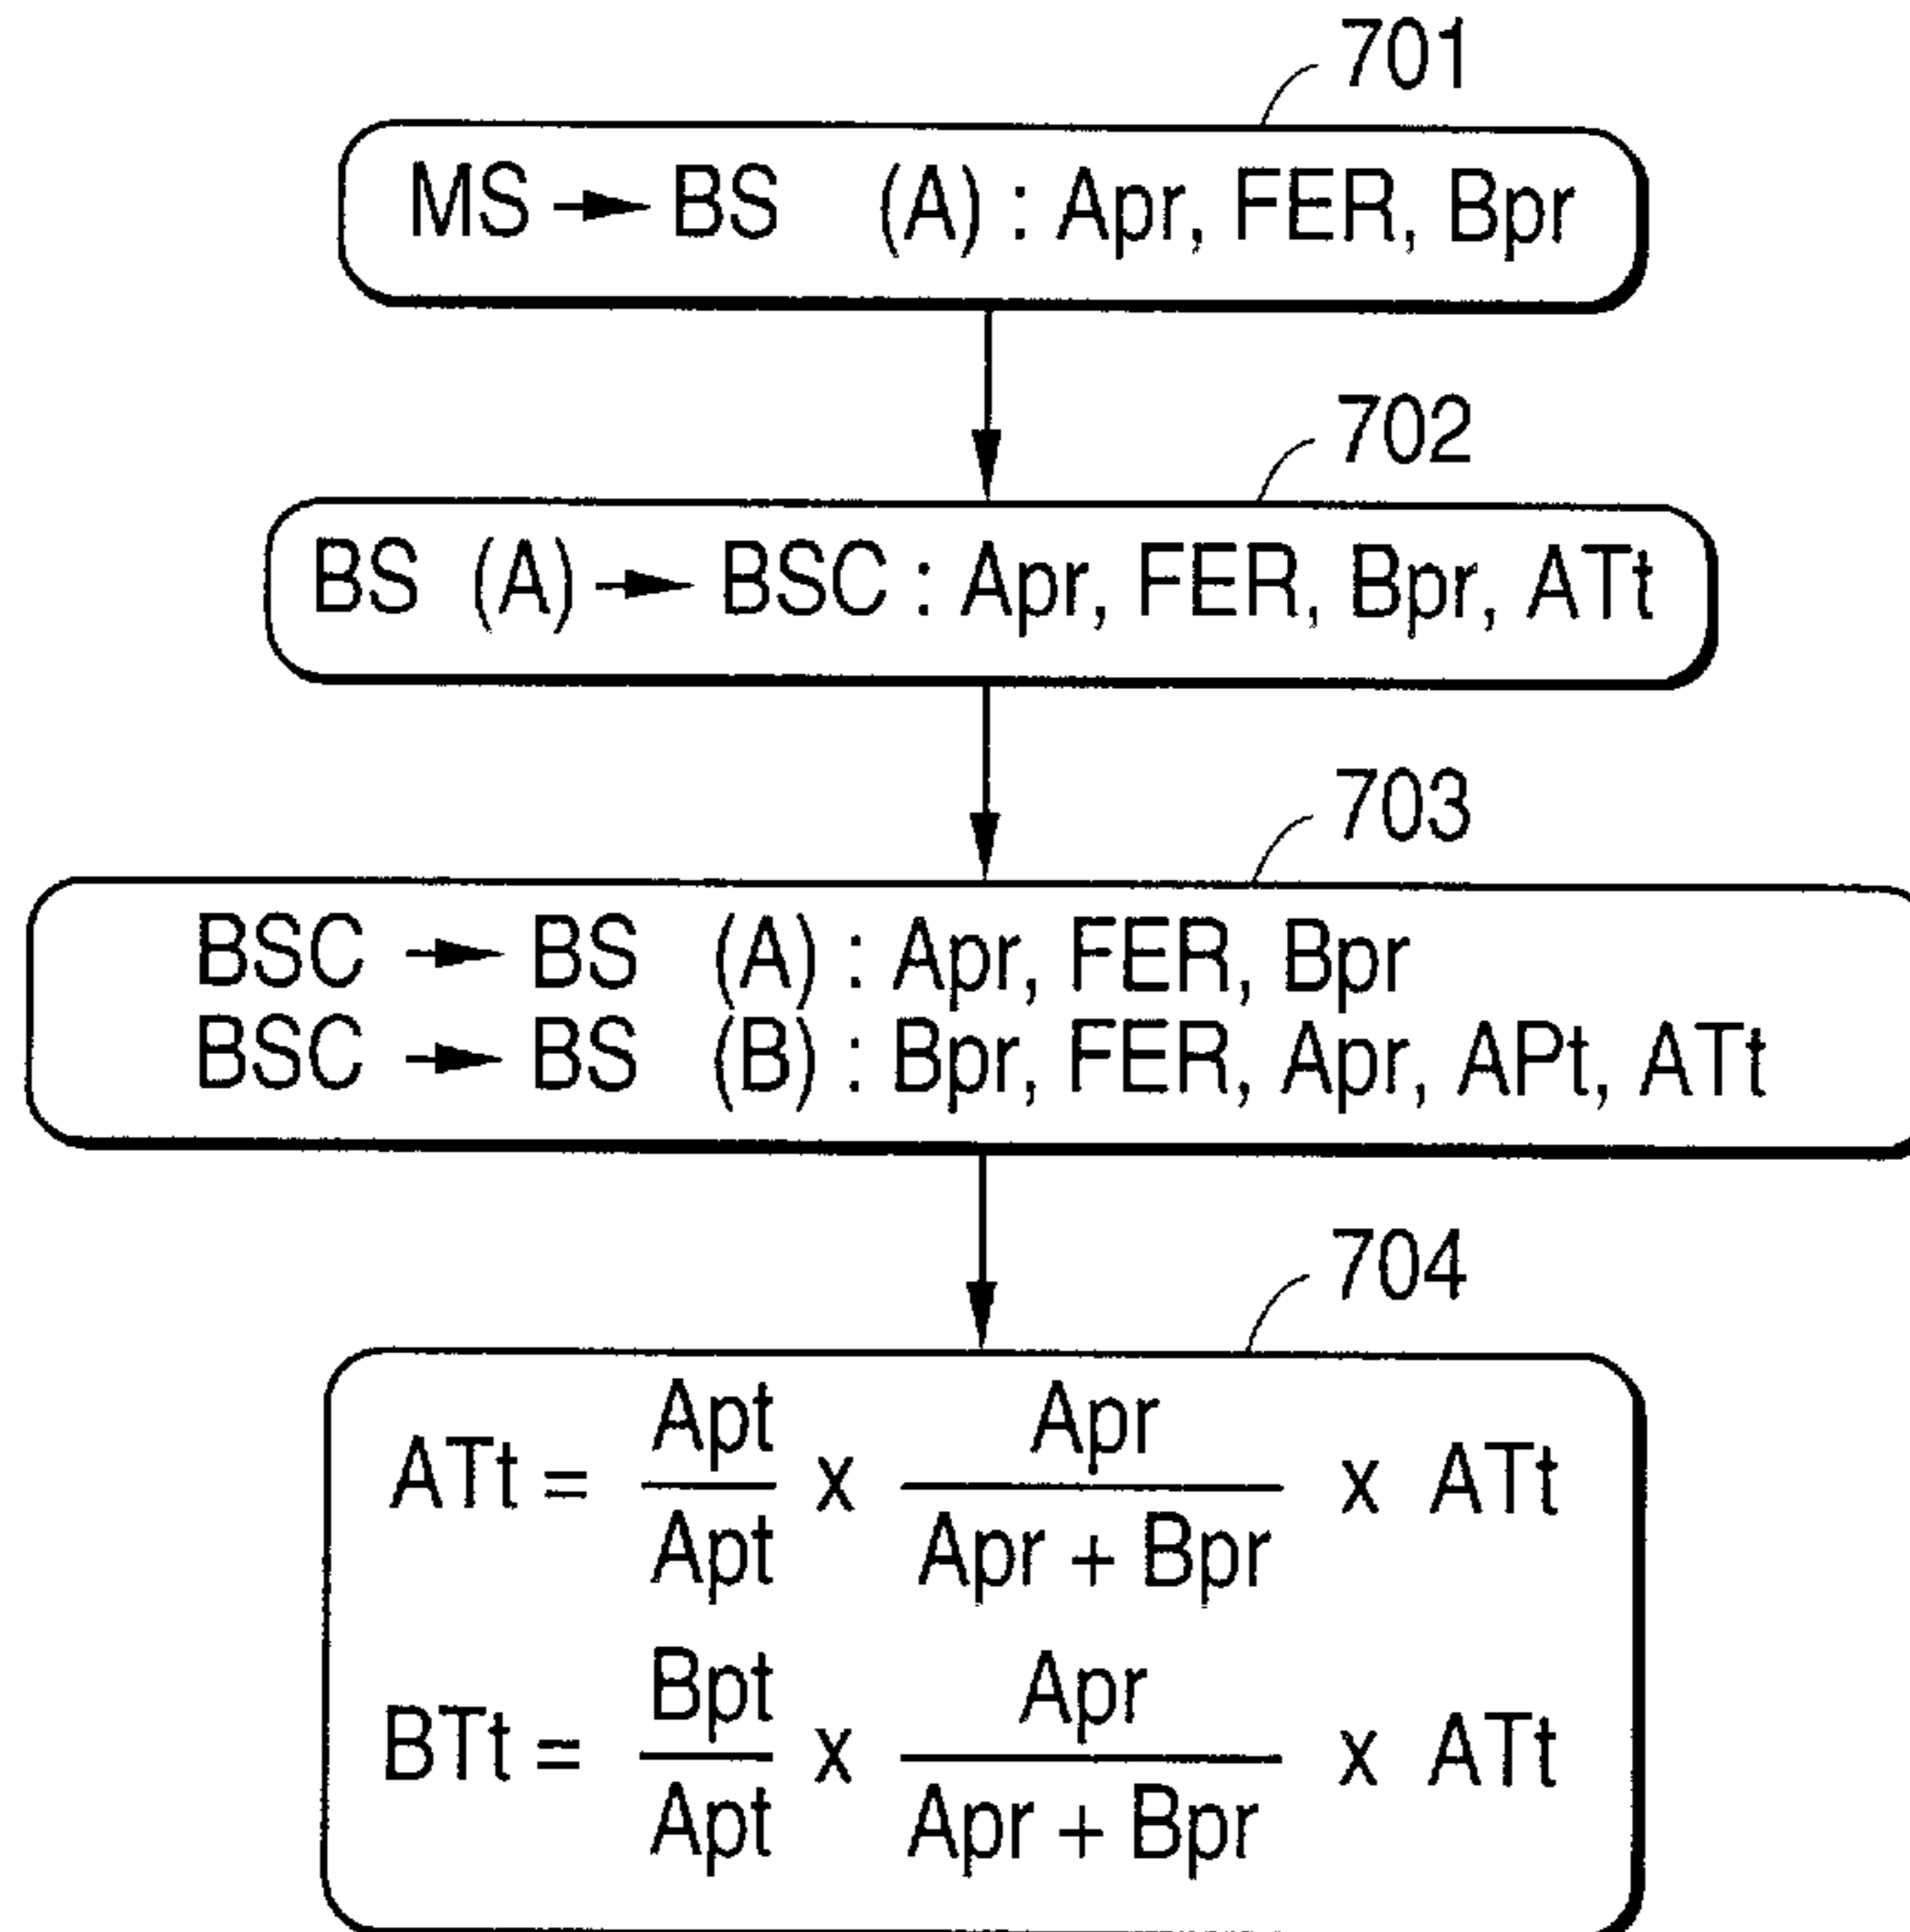 701
MS → BS (A) : Apr, FER, Bpr
702
BS (A) → BSC : Apr, FER, Bpr, ATt
703
BSC → BS (A) : Apr, FER, Bpr
BSC → BS (B) : Bpr, FER, Apr, APt, ATt
704
ATt = Apt / Apt x Apr / Apr + Bpr x ATt
BTt = Bpt / Apt x Apr / Apr + Bpr x ATt